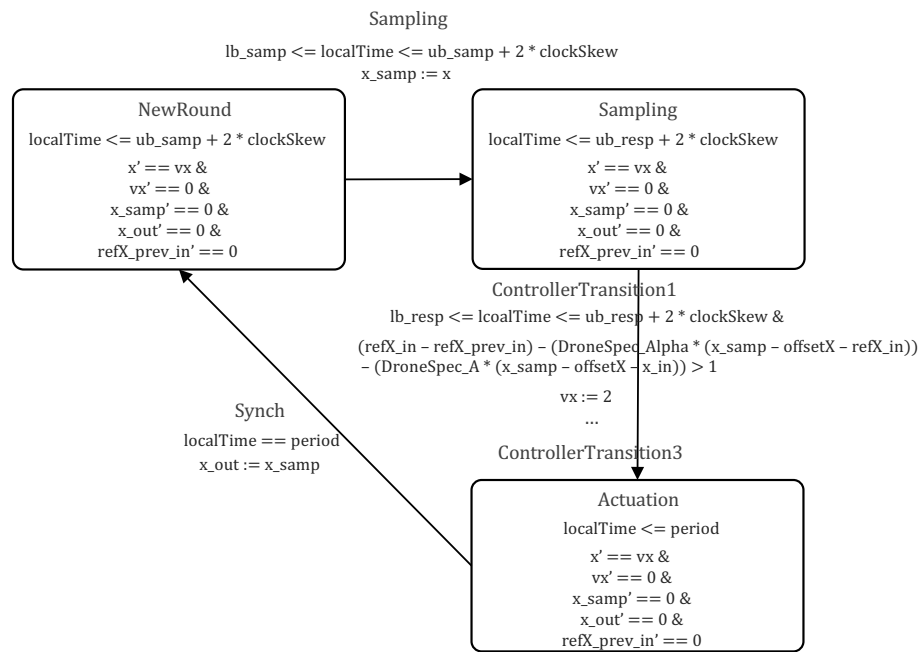 Sampling
lb_samp <= localTime <= ub_samp + 2 * clockSkew
x_samp := x
NewRound
localTime <= ub_samp + 2 * clockSkew
x’ == vx &
vx’ == 0 &
x_samp’ == 0 &
x_out’ == 0 &
refX_prev_in’ == 0
Sampling
localTime <= ub_resp + 2 * clockSkew
x’ == vx &
vx’ == 0 &
x_samp’ == 0 &
x_out’ == 0 &
refX_prev_in’ == 0
ControllerTransition1
lb_resp <= lcoalTime <= ub_resp + 2 * clockSkew &
(refX_in – refX_prev_in) – (DroneSpec_Alpha * (x_samp – offsetX – refX_in))
– (DroneSpec_A * (x_samp – offsetX – x_in)) > 1
vx := 2
...
ControllerTransition3
Synch
localTime == period
x_out := x_samp
Actuation
localTime <= period
x’ == vx &
vx’ == 0 &
x_samp’ == 0 &
x_out’ == 0 &
refX_prev_in’ == 0